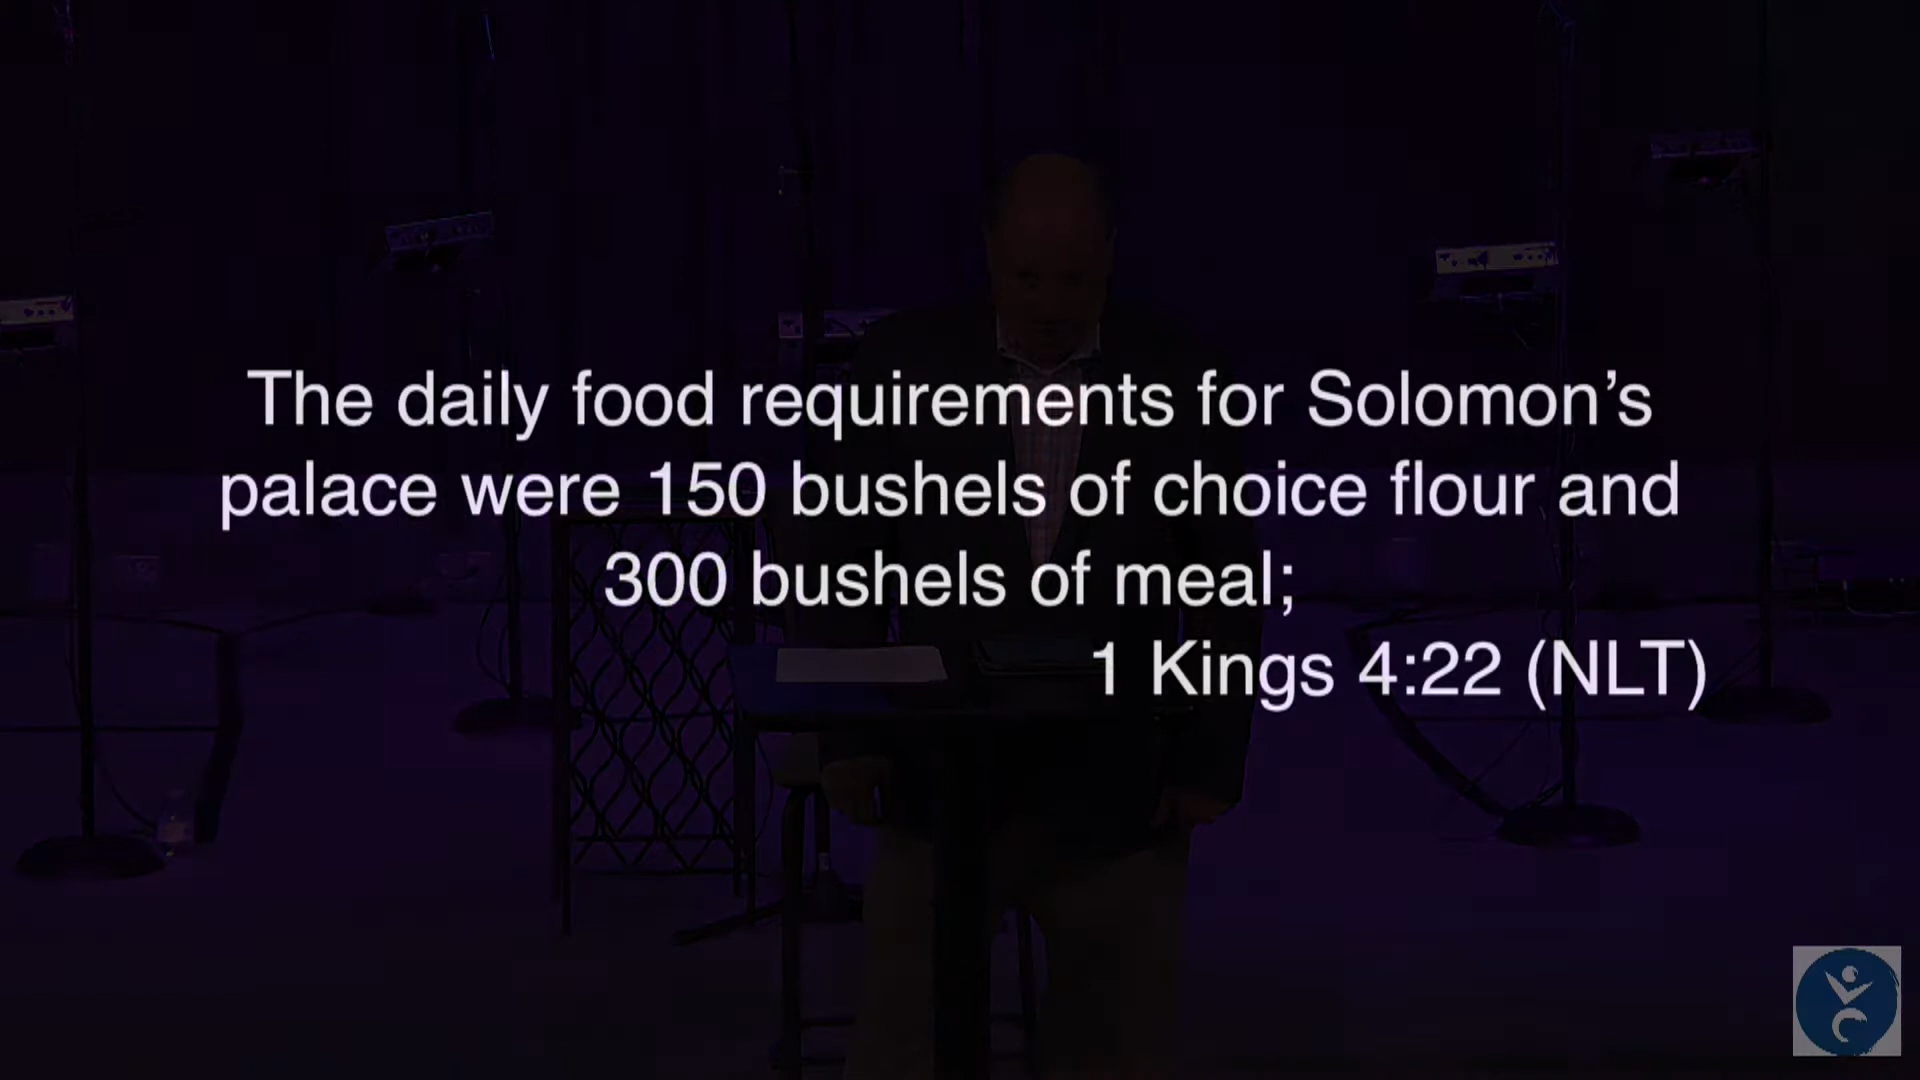 The daily food requirements for Solomon’s
palace were 150 bushels of choice flour and
300 bushels of meal;
1 Kings 4:22 (NLT)